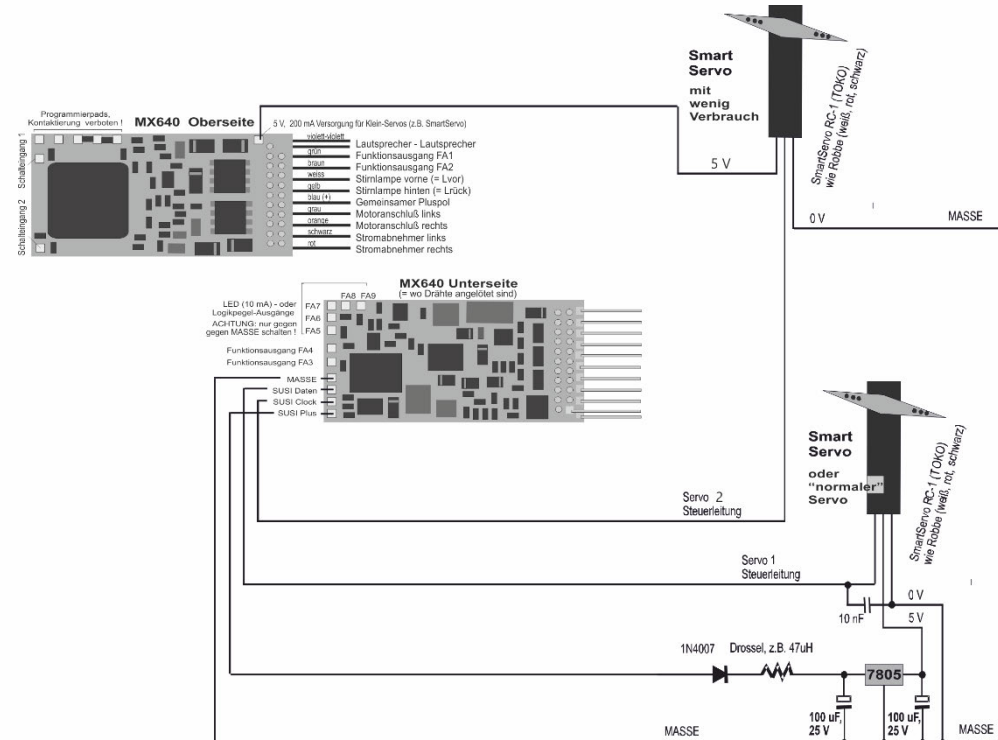 Smart
Servo
mit
wenig
Verbrauch
SmartServo RC-1 (TOKO)
wie Robbe (weiß, rot, schwarz)
Programmierpads,
Kontaktierung verboten !
MX640 Oberseite
5 V, 200 mA Versorgung für Klein-Servos (z.B. SmartServo)
Schalteingang 1
Schalteingang 2
violett-violett
Lautsprecher - Lautsprecher
grün
Funktionsausgang FA1
braun
Funktionsausgang FA2
weiss
Stirnlampe vorne (= Lvor)
gelb
Stirnlampe hinten (= Lrück)
blau (+)
Gemeinsamer Pluspol
grau
Motoranschluß links
orange
Motoranschluß rechts
schwarz
Stromabnehmer links
rot
Stromabnehmer rechts
5 V
0 V
MASSE
MX640 Unterseite
(= wo Drähte angelötet sind)
LED (10 mA) - oder
Logikpegel-Ausgänge
ACHTUNG: nur gegon
gegen MASSE schalten !
FA8 FA9
FA7
FA6
FA5
Funktionsausgang FA4
Funktionsausgang FA3
MASSE
SUSI Daten
SUSI Clock
SUSI Plus
Smart
Servo
oder
"normaler"
Servo
SmartServo RC-1 (TOKO)
wie Robbe (weiß, rot, schwarz)
Servo 2
Steuerleitung
Servo 1
Steuerleitung
10 nF
0 V
5 V
1N4007
Drossel, z.B. 47uH
7805
100 uF,
25 V
100 uF,
25 V
MASSE
MASSE